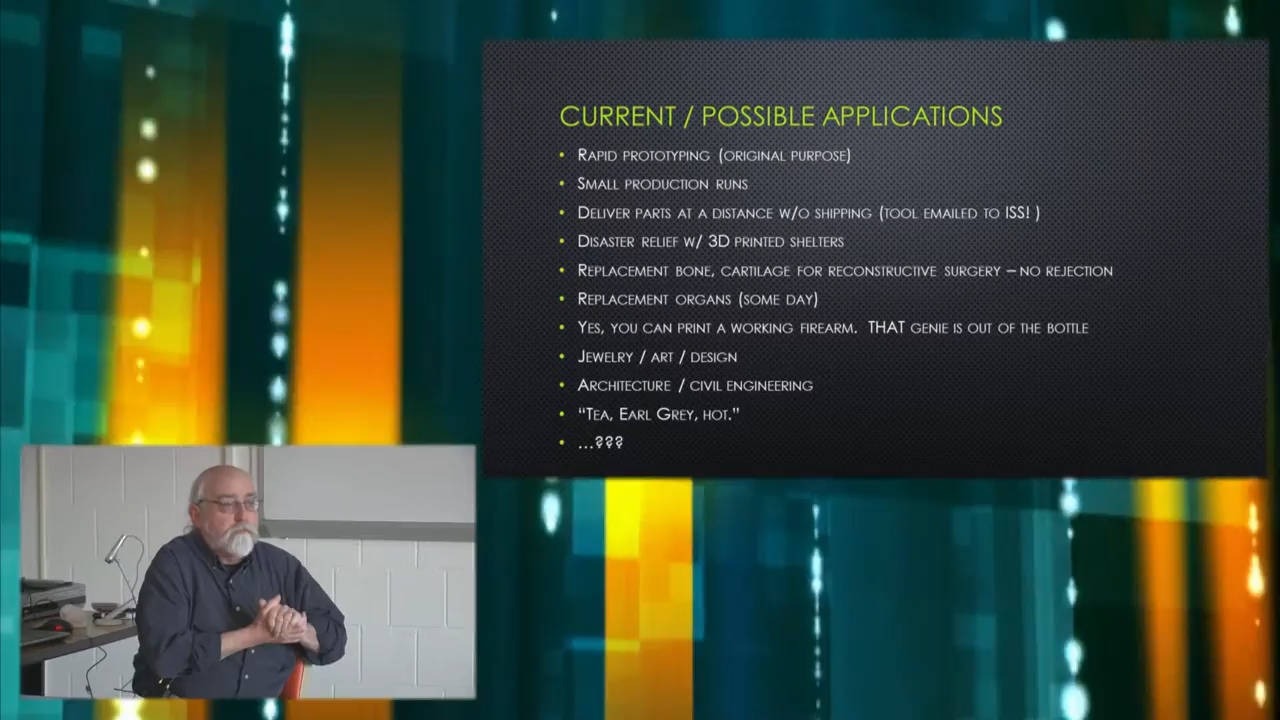 CURRENT / POSSIBLE APPLICATIONS
• RAPID PROTOTYPING (ORIGINAL PURPOSE)
• SMALL PRODUCTION RUNS
• DELIVER PARTS AT A DISTANCE W/O SHIPPING (TOOL EMAILED TO ISS! )
• DISASTER RELIEF W/ 3D PRINTED SHELTERS
• REPLACEMENT BONE, CARTILAGE FOR RECONSTRUCTIVE SURGERY – NO REJECTION
• REPLACEMENT ORGANS (SOME DAY)
• YES, YOU CAN PRINT A WORKING FIREARM.  THAT GENIE IS OUT OF THE BOTTLE
• JEWELRY / ART / DESIGN
• ARCHITECTURE / CIVIL ENGINEERING
• “TEA, EARL GREY, HOT.”
• …???